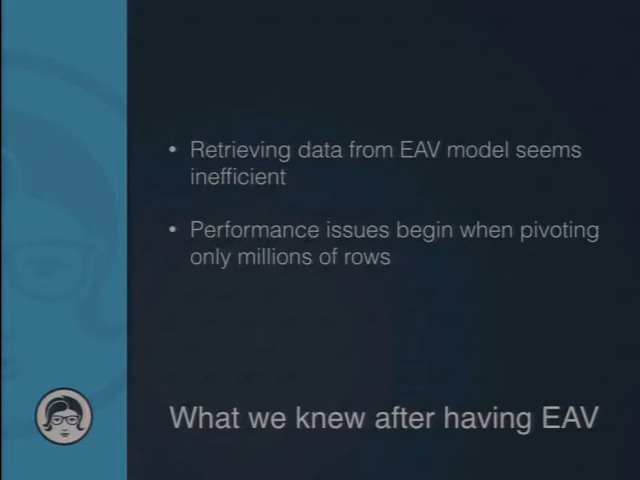 • Retrieving data from EAV model seems
inefficient
• Performance issues begin when pivoting
only millions of rows
What we knew after having EAV